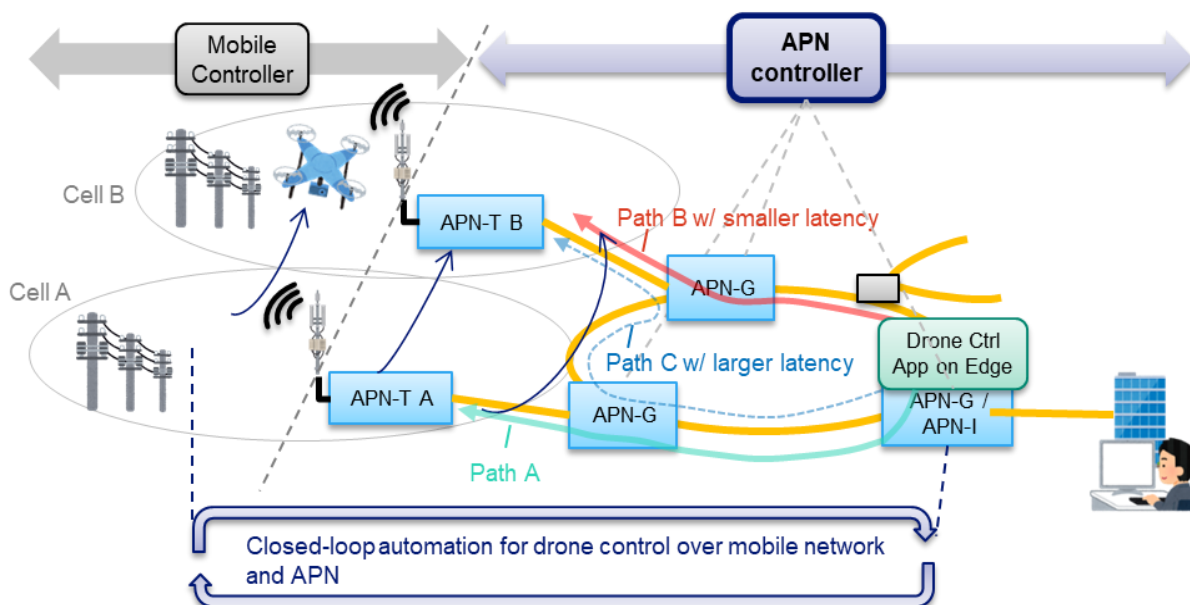 Mobile
Controller
APN
controller
Cell B
APN-T B
Path B w/ smaller latency
APN-G
Cell A
Drone Ctrl
App on Edge
Path C w/ larger latency
APN-T A
APN-G
APN-G /
APN-I
Path A
Closed-loop automation for drone control over mobile network
and APN